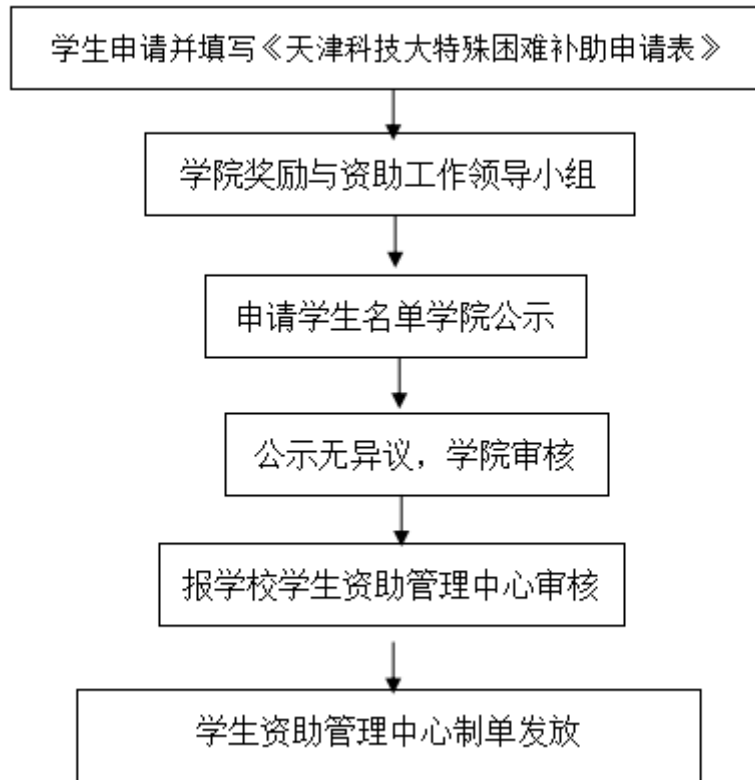 学生申请并填写《天津科技大特殊困难补助申请表》
学院奖励与资助工作领导小组
申请学生名单学院公示
公示无异议，学院审核
报学校学生资助管理中心审核
学生资助管理中心制单发放